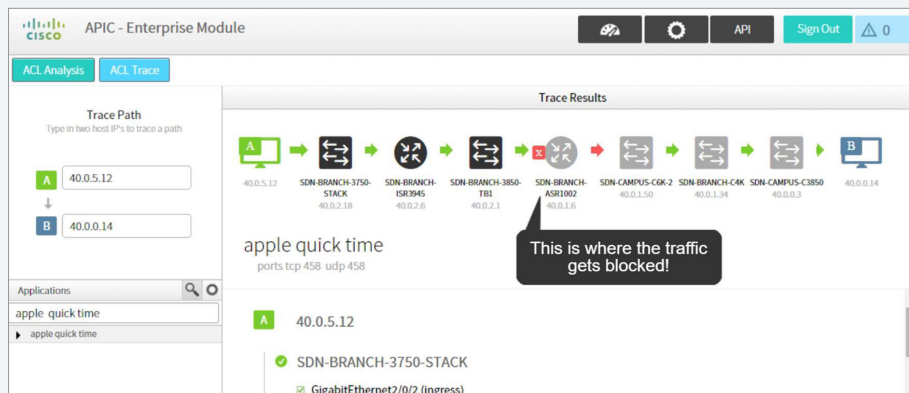 CISCO
APIC - Enterprise Module
API
Sign Out
0
ACL Analysis
ACL Trace
Trace Path
Type in two host IP's to trace a path
A 40.0.5.12
B 40.0.0.14
Applications
apple quick time
apple quick time
Trace Results
A
x
B
40.0.5.12
SDN-BRANCH-3750-
STACK
40.0.2.18
SDN-BRANCH-
ISR3945
40.0.2.6
SDN-BRANCH-3850-
TB1
40.0.2.1
SDN-BRANCH-
ASR1002
40.0.1.6
SDN-CAMPUS-C6K-2
40.0.1.50
SDN-BRANCH-C4K
40.0.1.34
SDN-CAMPUS-C3850
40.0.0.3
40.0.0.14
This is where the traffic
gets blocked!
apple quick time
ports tcp 458 udp 458
A 40.0.5.12
SDN-BRANCH-3750-STACK
GigabitEthernet2/0/2 (ingress)